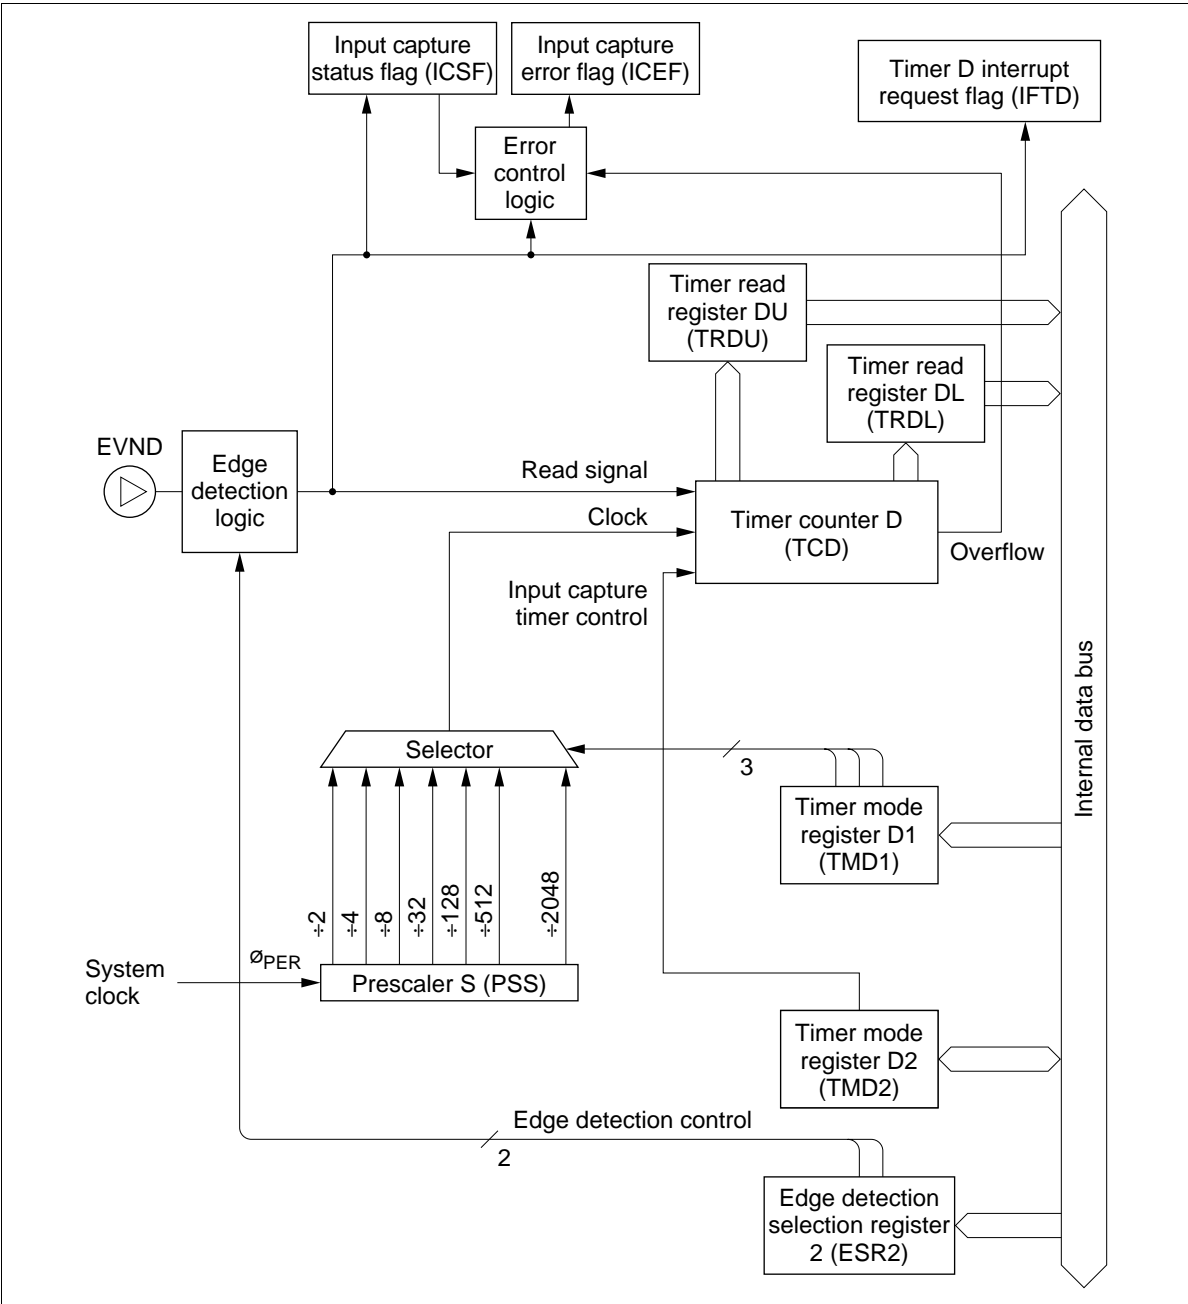 Input capture
status flag (ICSF)
Input capture
error flag (ICEF)
Timer D interrupt
request flag (IFTD)
Error
control
logic
Timer read
register DU
(TRDU)
Timer read
register DL
(TRDL)
EVND
Edge
detection
logic
Read signal
Clock
Timer counter D
(TCD)
Overflow
Input capture
timer control
Internal data bus
Selector
3
Timer mode
register D1
(TMD1)
÷2
÷4
÷8
÷32
÷128
÷512
÷2048
System
clock
øPER
Prescaler S (PSS)
Timer mode
register D2
(TMD2)
Edge detection control
2
Edge detection
selection register
2 (ESR2)